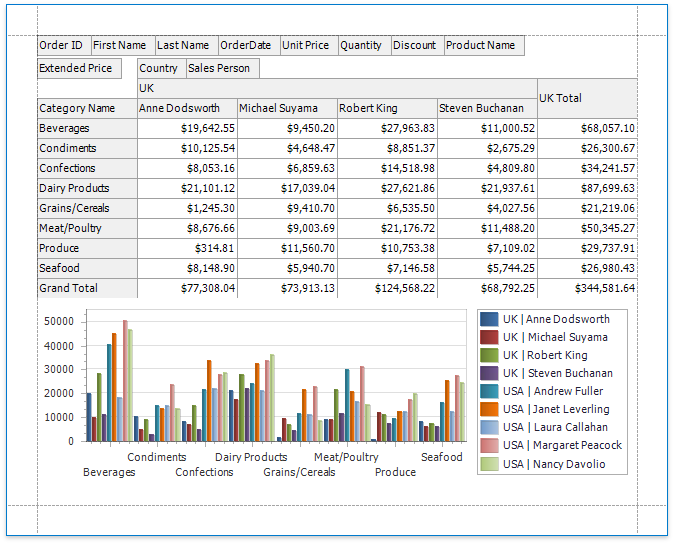 Order ID First Name Last Name OrderDate Unit Price Quantity Discount Product Name
Extended Price Country Sales Person
UK
UK Total
Category Name Anne Dodsworth Michael Suyama Robert King Steven Buchanan
Beverages $19,642.55 $9,450.20 $27,963.83 $11,000.52 $68,057.10
Condiments $10,125.54 $4,648.47 $8,851.37 $2,675.29 $26,300.67
Confections $8,053.16 $6,859.63 $14,518.98 $4,809.80 $34,241.57
Dairy Products $21,101.12 $17,039.04 $27,621.86 $21,937.61 $87,699.63
Grains/Cereals $1,245.30 $9,410.70 $6,535.50 $4,027.56 $21,219.06
Meat/Poultry $8,676.66 $9,003.69 $21,176.72 $11,488.20 $50,345.27
Produce $314.81 $11,560.70 $10,753.38 $7,109.02 $29,737.91
Seafood $8,148.90 $5,940.70 $7,146.58 $5,744.25 $26,980.43
Grand Total $77,308.04 $73,913.13 $124,568.22 $68,792.25 $344,581.64
50000
40000
30000
20000
10000
0
Condiments Dairy Products Meat/Poultry Seafood
Beverages Confections Grains/Cereals Produce
UK | Anne Dodsworth
UK | Michael Suyama
UK | Robert King
UK | Steven Buchanan
USA | Andrew Fuller
USA | Janet Leverling
USA | Laura Callahan
USA | Margaret Peacock
USA | Nancy Davolio